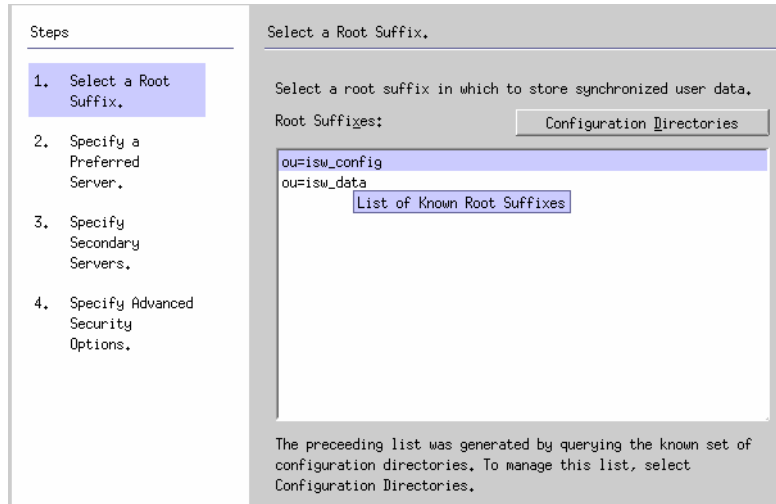 Steps
1. Select a Root
Suffix.
2. Specify a
Preferred
Server.
3. Specify
Secondary
Servers.
4. Specify Advanced
Security
Options.
Select a Root Suffix.
Select a root suffix in which to store synchronized user data.
Root Suffixes:
Configuration Directories
ou=isw_config
ou=isw_data
List of Known Root Suffixes
The preceeding list was generated by querying the known set of
configuration directories. To manage this list, select
Configuration Directories.